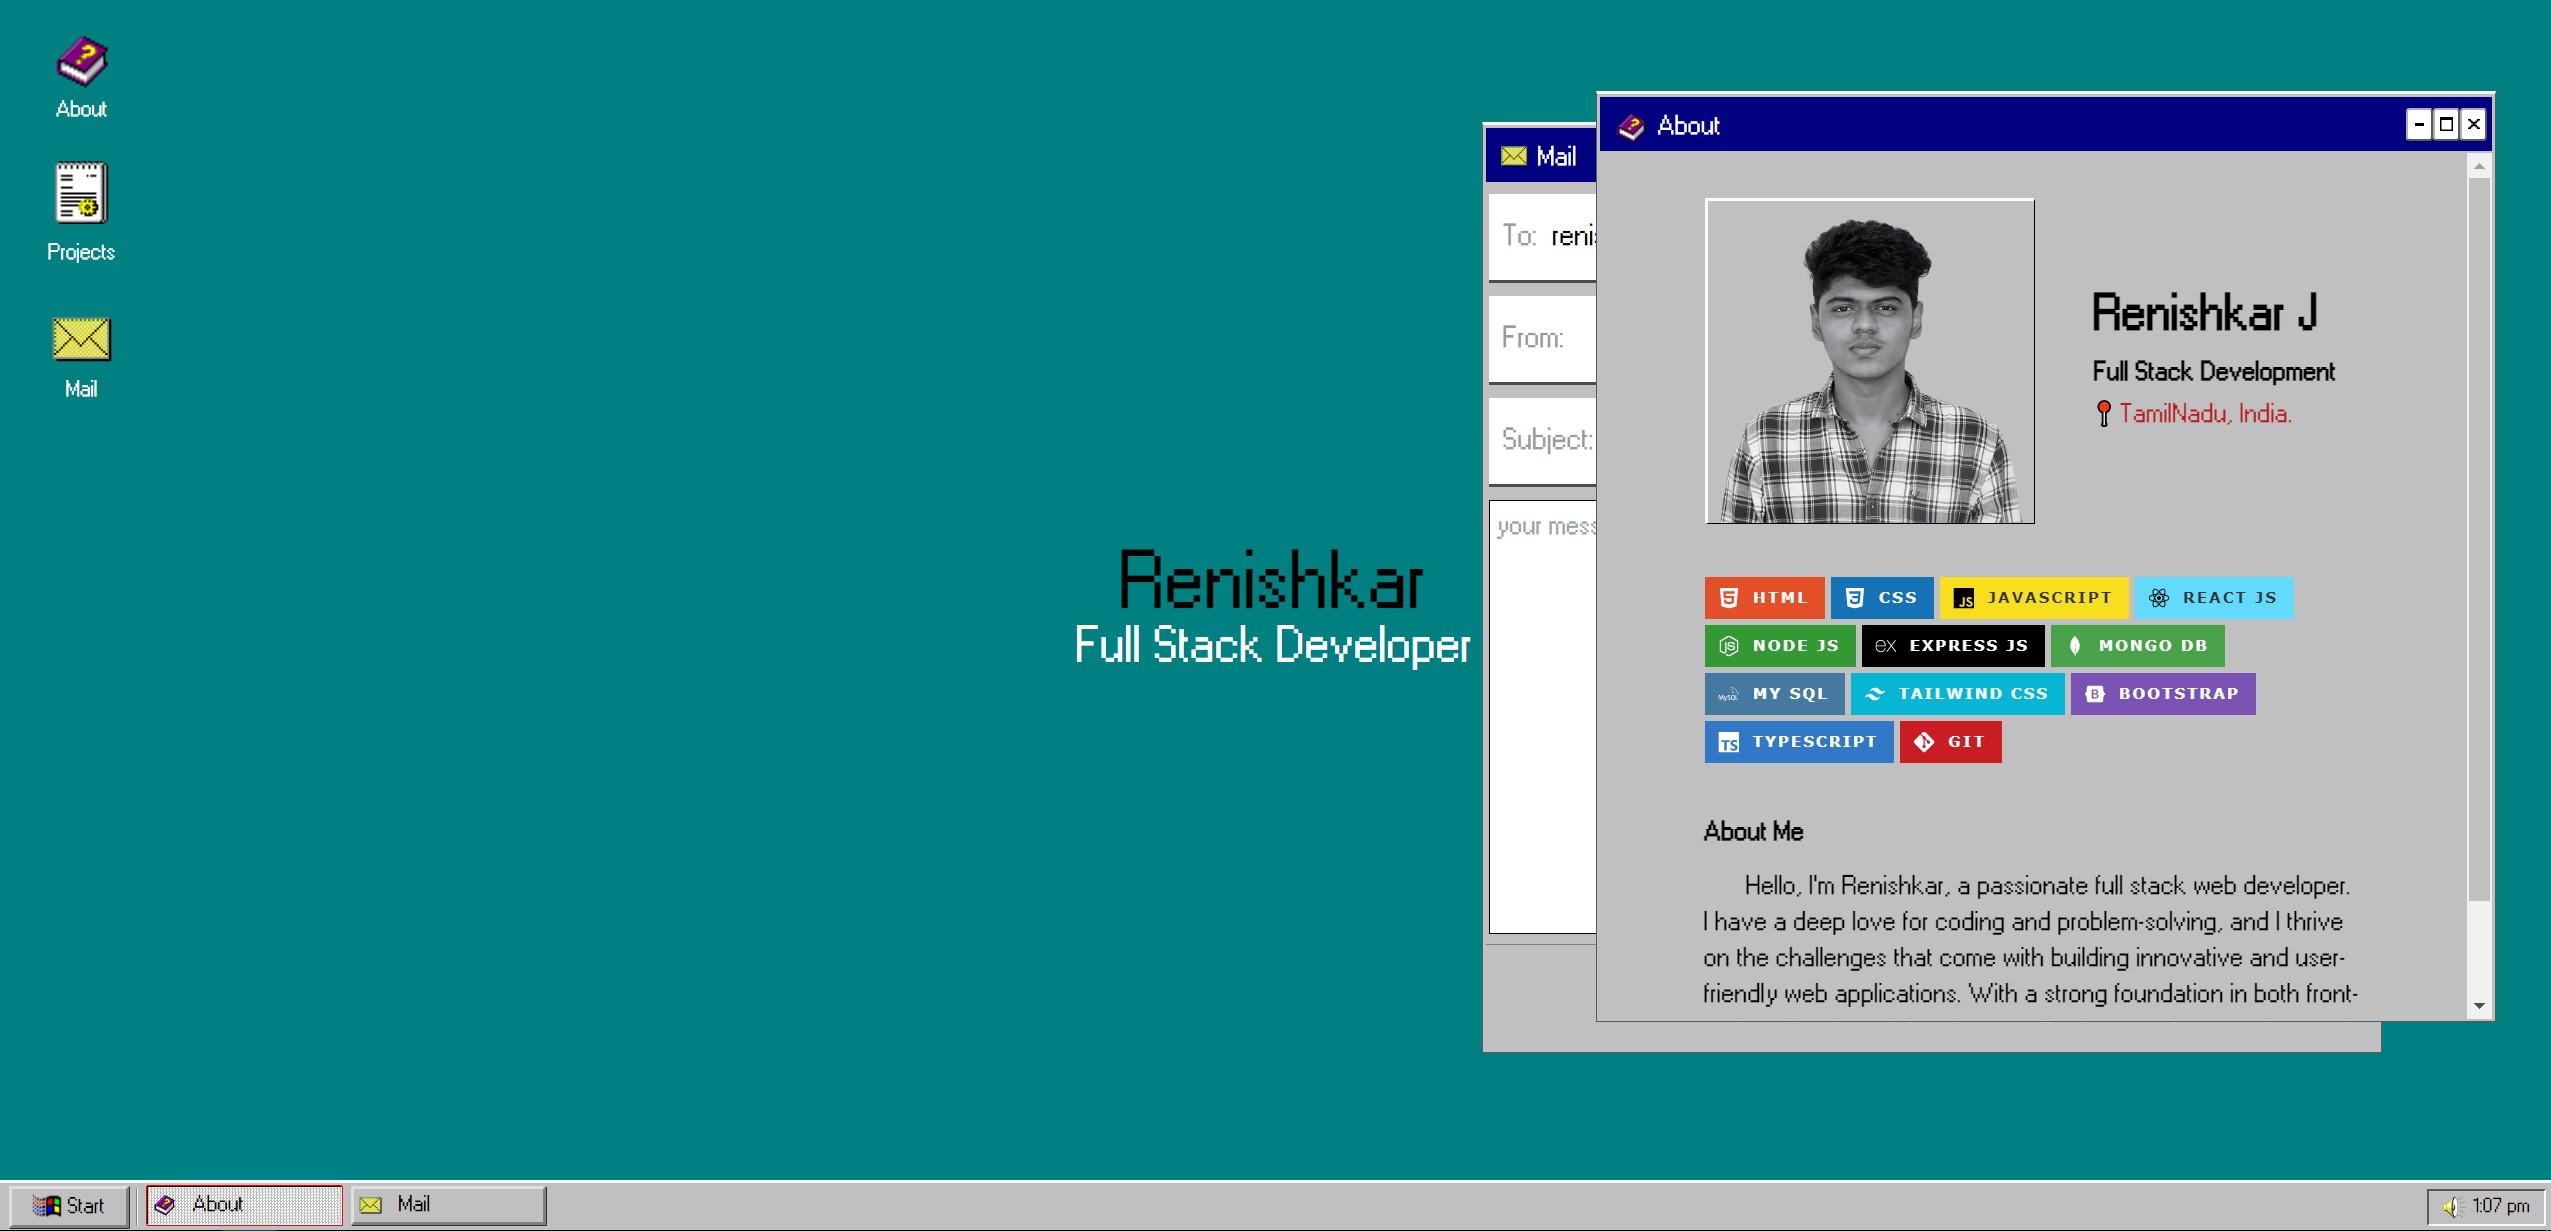 About
Projects
Mail
Renishkar
Full Stack Developer
Mail
To:
From:
Subject:
your
About
Renishkar J
Full Stack Development
TamilNadu, India.
HTML CSS JAVASCRIPT REACT JS
NODE JS EXPRESS JS MONGO DB
MY SQL TAILWIND CSS BOOTSTRAP
TYPESCRIPT GIT
About Me
Hello, I'm Renishkar, a passionate full stack web developer.
I have a deep love for coding and problem-solving, and I thrive
on the challenges that come with building innovative and user-
friendly web applications. With a strong foundation in both front-
Start About Mail 1:07 pm